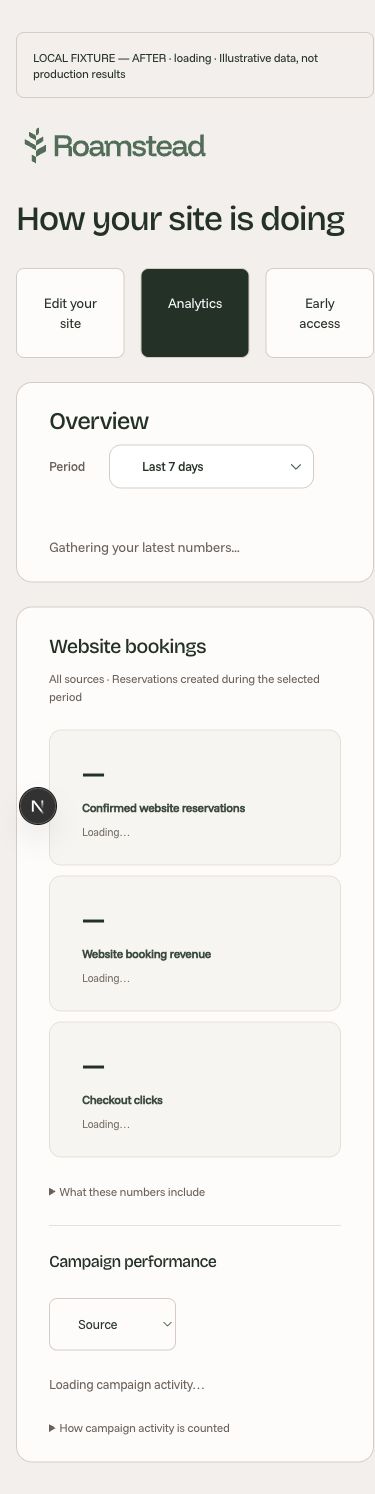 LOCAL FIXTURE — AFTER · loading · Illustrative data, not
production results
Roamstead
How your site is doing
Edit your
site
Analytics
Early
access
Overview
Period
Last 7 days
Gathering your latest numbers...
Website bookings
All sources · Reservations created during the selected
period
—
Confirmed website reservations
Loading...
N
—
Website booking revenue
Loading...
—
Checkout clicks
Loading...
What these numbers include
Campaign performance
Source
Loading campaign activity...
How campaign activity is counted